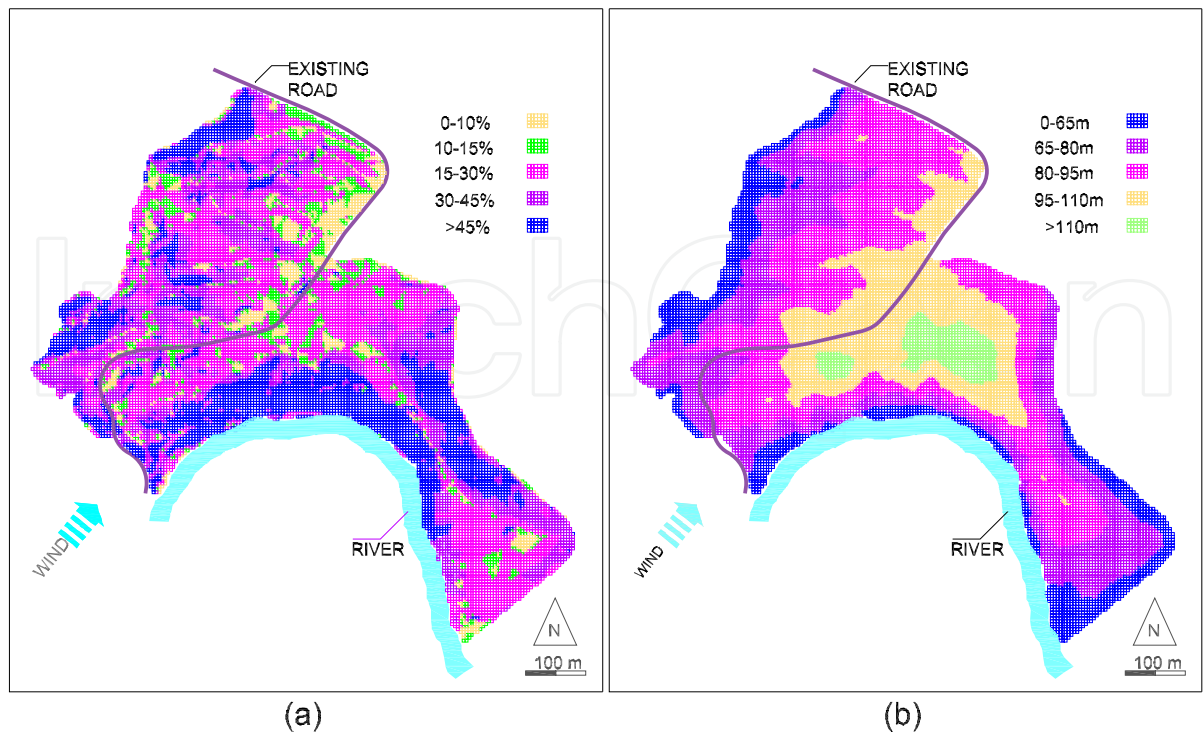 EXISTING
ROAD
0-10%
10-15%
15-30%
30-45%
>45%
WIND
RIVER
N
100 m
(a)
EXISTING
ROAD
0-65m
65-80m
80-95m
95-110m
>110m
WIND
RIVER
N
100 m
(b)